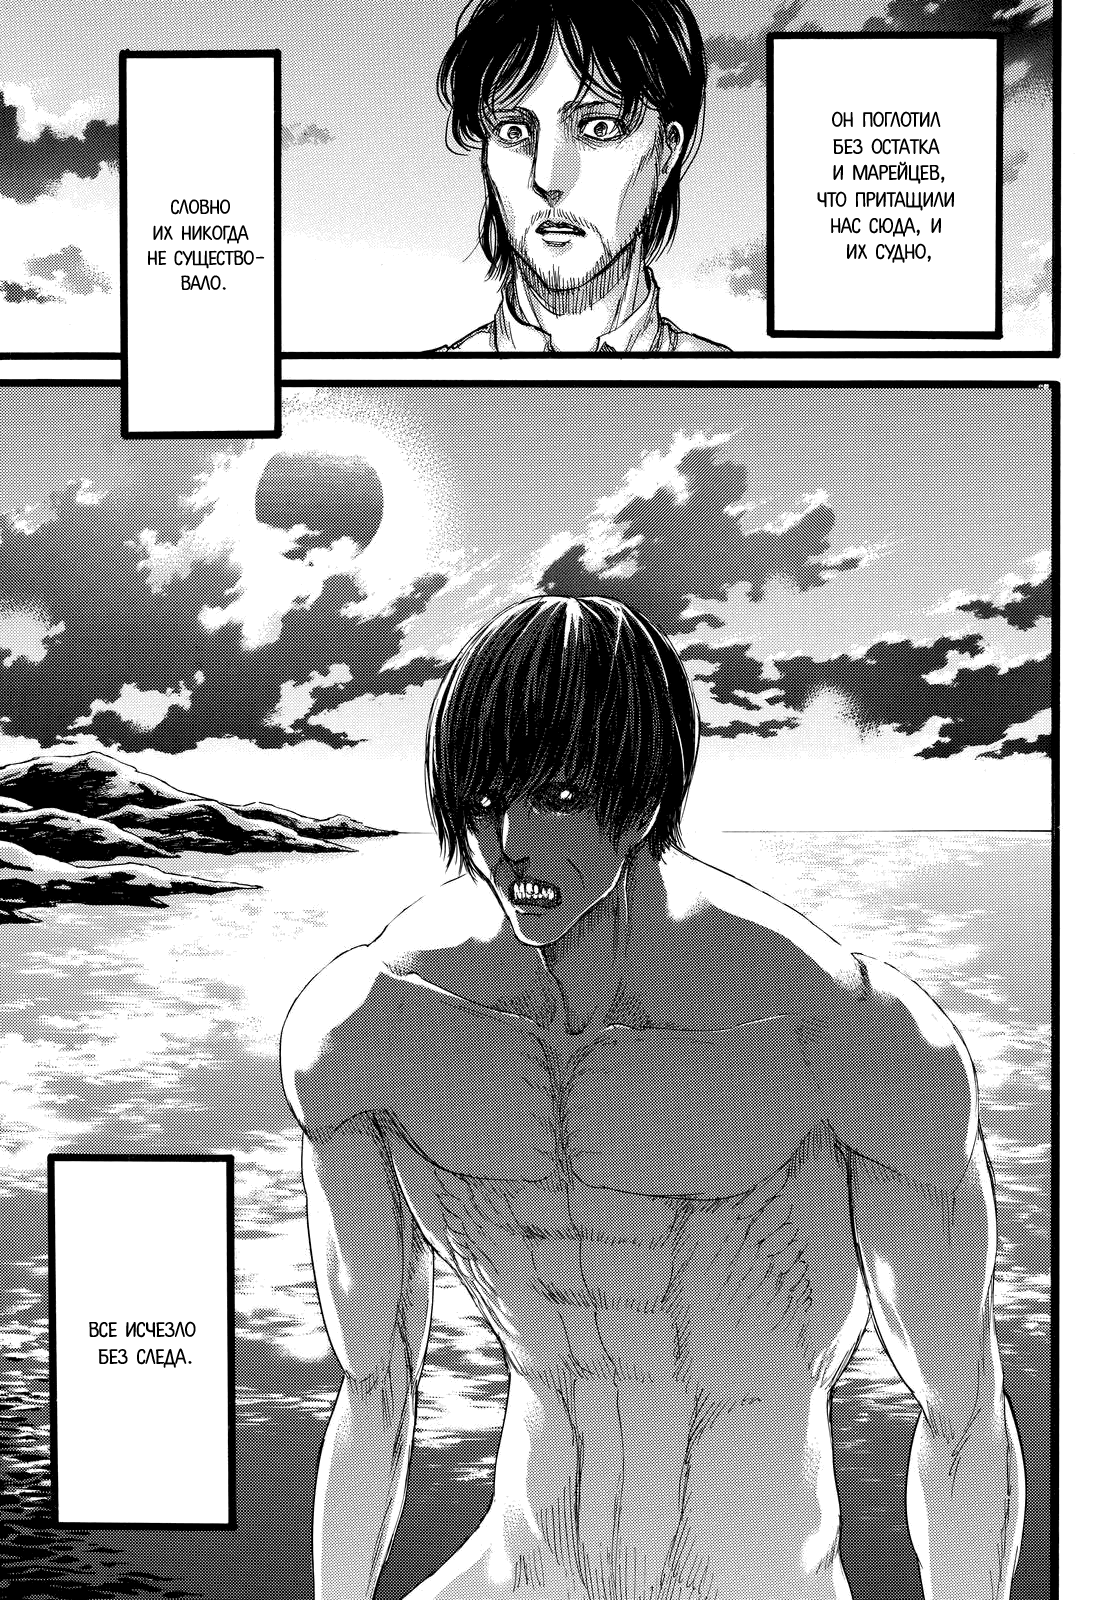 ОН ПОГЛОТИЛ
БЕЗ ОСТАТКА
И МАРЕЙЦЕВ,
ЧТО ПРИТАЩИЛИ
НАС СЮДА, И
ИХ СУДНО,
СЛОВНО
ИХ НИКОГДА
НЕ СУЩЕСТВО-
ВАЛО.
ВСЕ ИСЧЕЗЛО
БЕЗ СЛЕДА.